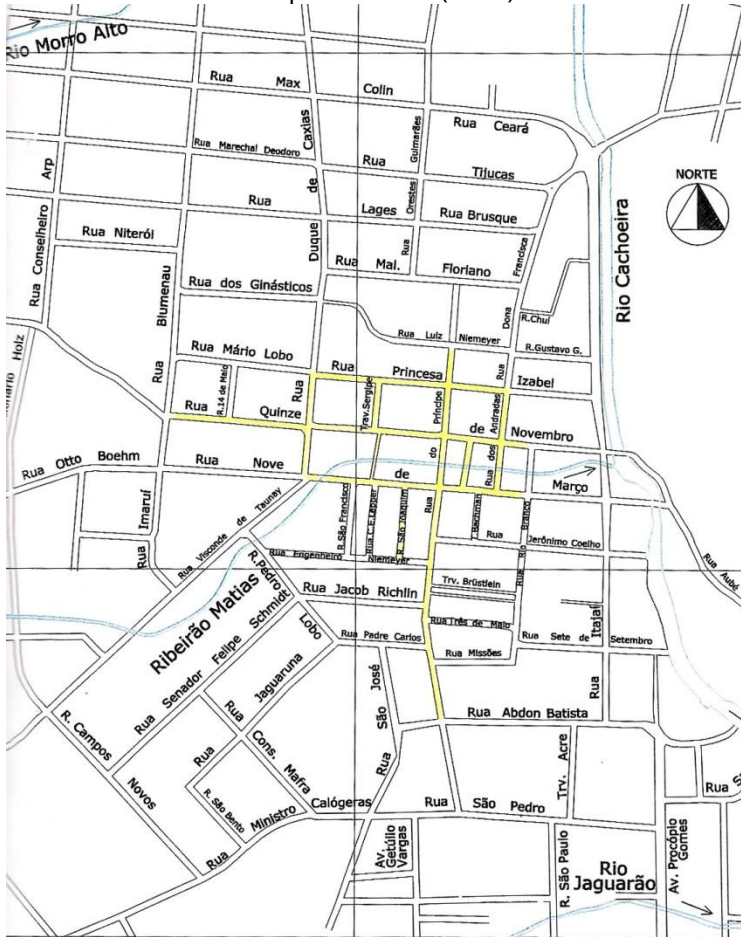 Rio Morro Alto
Rua Max Colin
Rua Ceará
Rua Marechal Deodoro
Rua Tijucas
Rua Duque de Caxias
Rua Orestes Guimarães
NORTE
Rua Conselheiro Arp
Rua Lages
Rua Brusque
Rua Niterói
Rua Mal. Floriano
Rua Dona Francisca
Rio Cachoeira
Rua Blumenau
Rua dos Ginásticos
R.Chuí
Rua Luiz Niemeyer
R.Gustavo G.
Rua Mário Lobo
Rua Princesa Izabel
R.14 de Maio
Trav.Sergipe
Rua do Príncipe
Rua dos Andradas
Rua Quinze de Novembro
Rua Otto Boehm
Rua Nove de Março
Rua Imaruí
Rua Visconde de Taunay
R.São Francisco
Rua C.E.Lepper
R. São Joaquim
T.Bachman
Rua Rio Branco
Rua Jerônimo Coelho
Rua Aubé
Rua Engenheiro Niemeyer
R.Pedro Lobo
Rua Jacob Richlin
Trv. Brüstlein
Ribeirão Matias
Rua Senador Felipe Schmidt
Rua Três de Maio
Rua Padre Carlos
Rua Sete de Setembro
Rua Itajaí
Rua Missões
Rua Jaguaruna
Rua São José
Rua Abdon Batista
R. Campos Novos
Rua Cons. Mafra
Trv. Acre
R. São Bento
Rua Ministro Calógeras
Rua São Pedro
Rua
Av. Getúlio Vargas
R. São Paulo
Rio Jaguarão
Av. Procópio Gomes